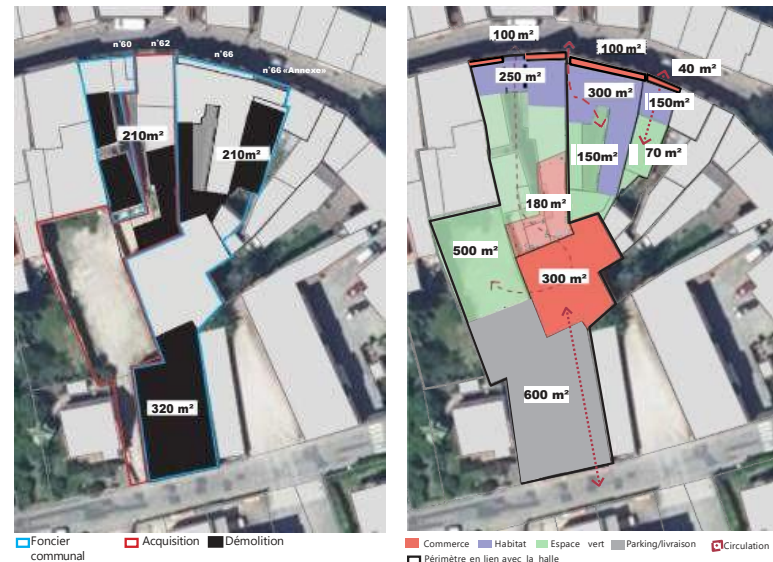 n°60
n°62
n°66
n°66 «Annexe»
210m²
210m²
320 m²
Foncier communal
Acquisition
Démolition
100 m²
100 m²
40 m²
250 m²
300 m²
150m²
150m²
70 m²
180 m²
500 m²
300 m²
600 m²
Commerce
Habitat
Espace vert
Parking/livraison
Circulation
Périmètre en lien avec la halle